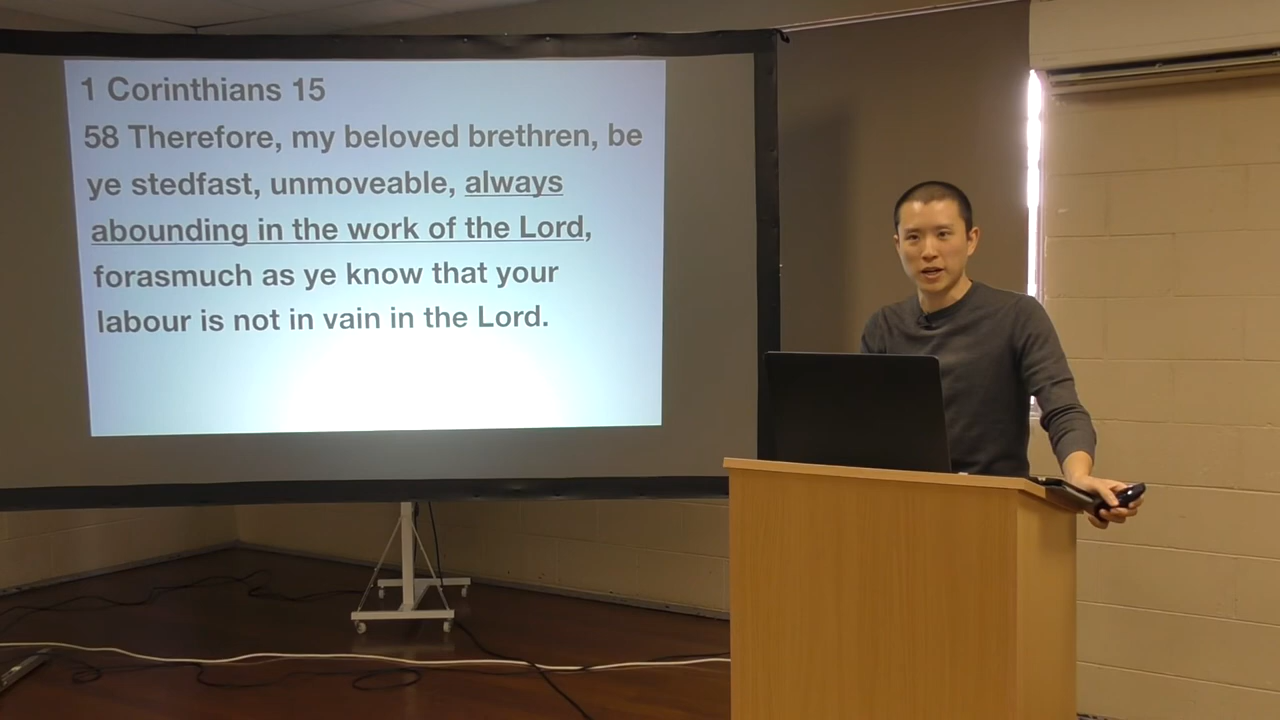 1 Corinthians 15
58 Therefore, my beloved brethren, be
ye stedfast, unmoveable, always
abounding in the work of the Lord,
forasmuch as ye know that your
labour is not in vain in the Lord.